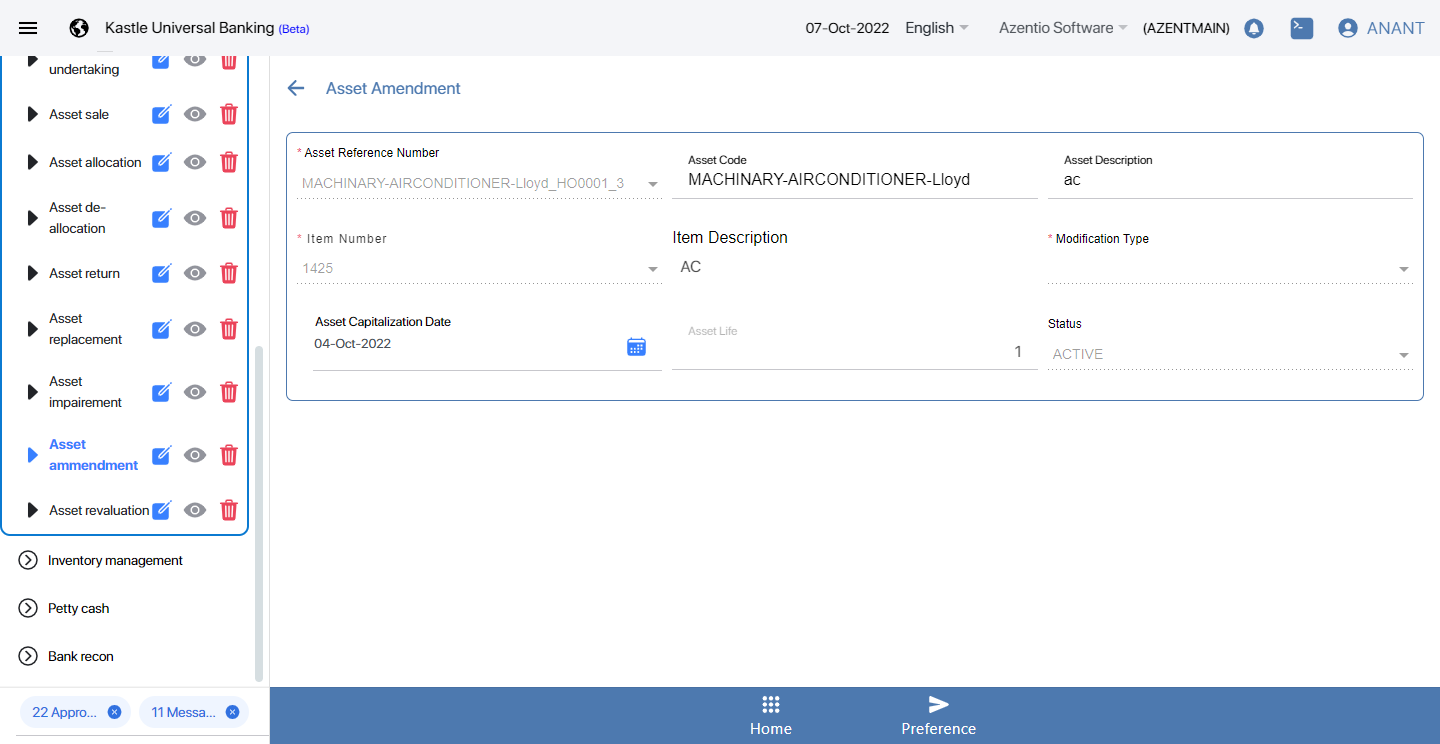 Kastle Universal Banking (Beta)
07-Oct-2022
English
Azentio Software
(AZENTMAIN)
ANANT
undertaking
Asset sale
Asset allocation
Asset de-
allocation
Asset return
Asset
replacement
Asset
impairement
Asset
ammendment
Asset revaluation
Inventory management
Petty cash
Bank recon
22 Appro...
11 Messa...
Asset Amendment
* Asset Reference Number
MACHINARY-AIRCONDITIONER-Lloyd_HO0001_3
Asset Code
MACHINARY-AIRCONDITIONER-Lloyd
Asset Description
ac
* Item Number
1425
Item Description
AC
* Modification Type
Asset Capitalization Date
04-Oct-2022
Asset Life
1
Status
ACTIVE
Home
Preference